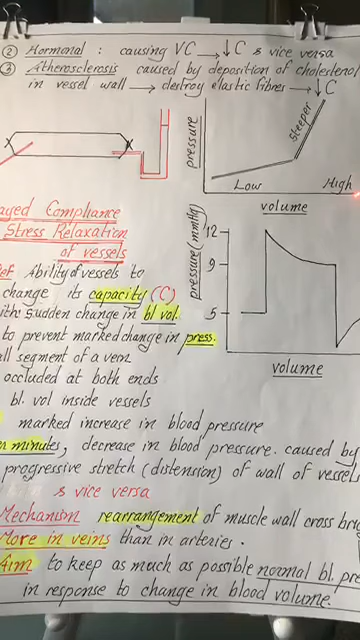 ② Hormonal : causing VC → ↓ C & vice versa
③ Atherosclerosis caused by deposition of cholesterol
in vessel wall → destroy elastic fibres → ↓ C
pressure
steeper
Low High
volume
ayed Compliance
Stress Relaxation
of vessels
Def Ability of vessels to
change its capacity (C)
with sudden change in bl vol.
to prevent marked change in press.
all segment of a vein
occluded at both ends
bl. vol inside vessels
marked increase in blood pressure
minutes, decrease in blood pressure. caused by
progressive stretch (distension) of wall of vessels
& vice versa
Mechanism rearrangement of muscle wall cross bri
More in veins than in arteries.
Aim to keep as much as possible normal bl. pre
in response to change in blood volume.
pressure (mmHg)
12
9
5
volume